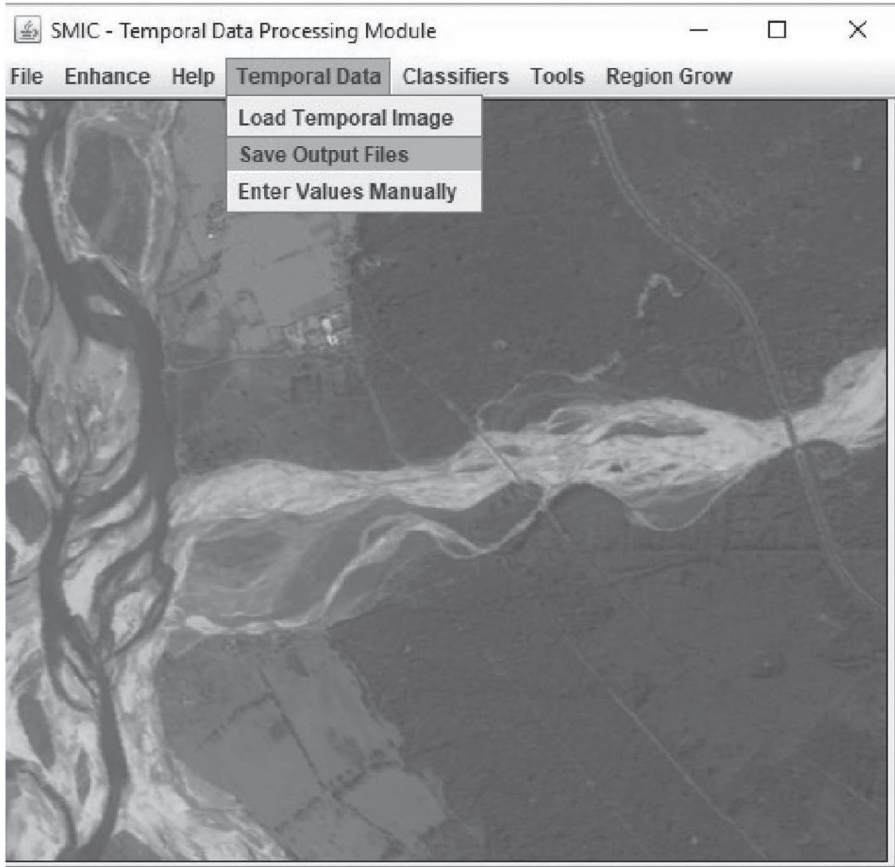 SMIC - Temporal Data Processing Module
File Enhance Help Temporal Data Classifiers Tools Region Grow
Load Temporal Image
Save Output Files
Enter Values Manually